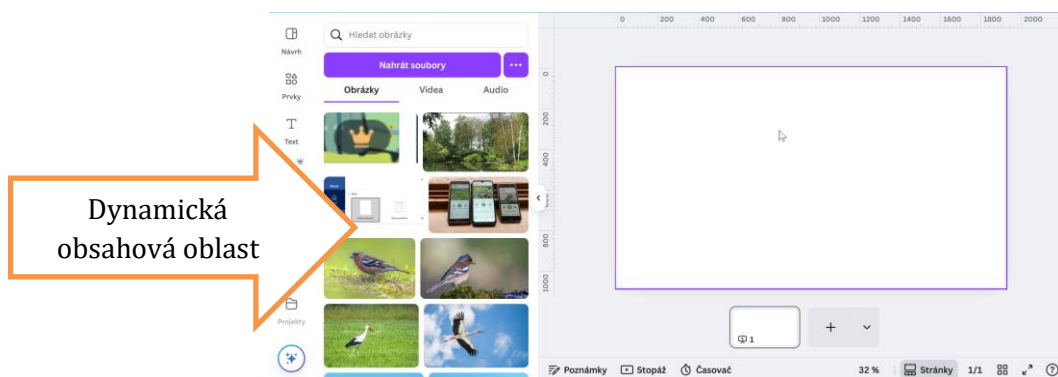 Dynamická
obsahová oblast
Návrh
Prvky
Text
Projekty
Hledat obrázky
Nahrát soubory
Obrázky Videa Audio
0 200 400 600 800 1000 1200 1400 1600 1800 2000
0
200
400
800
1000
1
Poznámky Stopáž Časovač 32 % Stránky 1/1